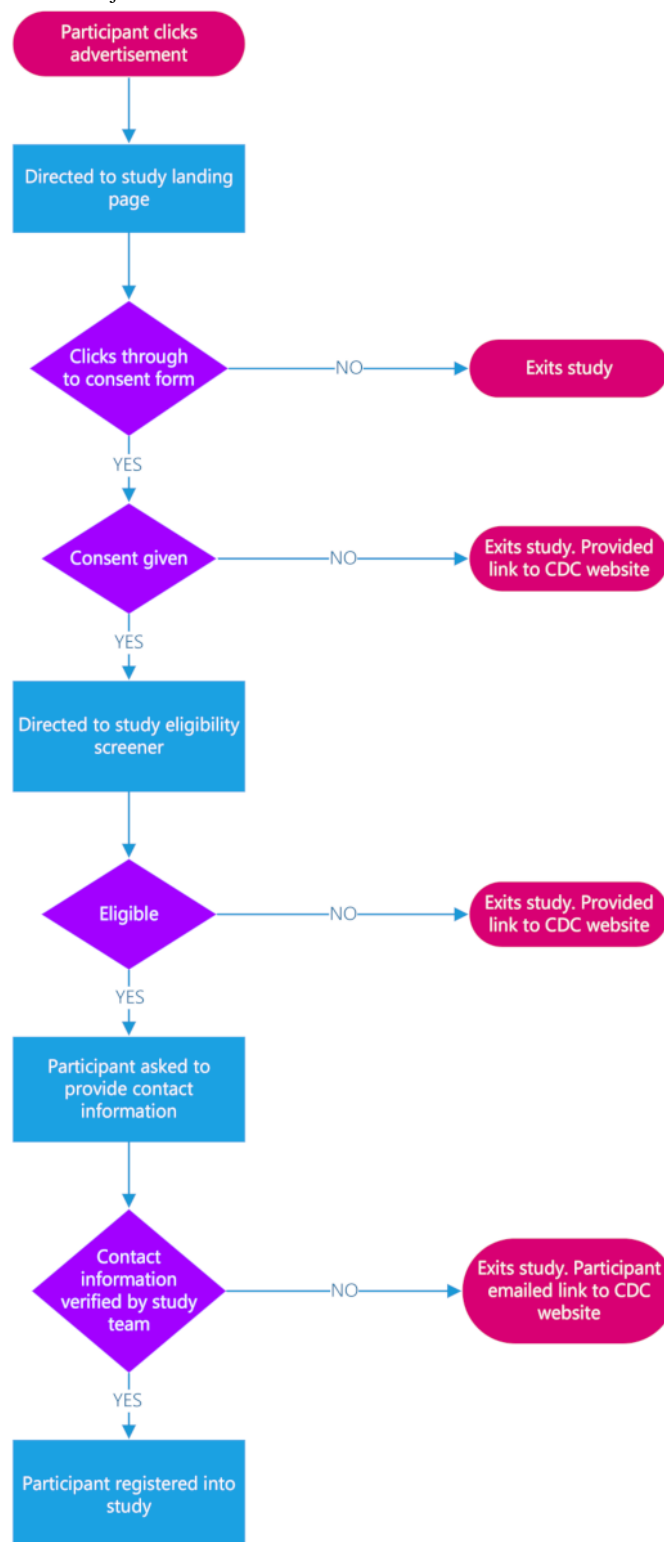 Participant clicks
advertisement
Directed to study landing
page
Clicks through
to consent form
NO
Exits study
YES
Consent given
NO
Exits study. Provided
link to CDC website
YES
Directed to study eligibility
screener
Eligible
NO
Exits study. Provided
link to CDC website
YES
Participant asked to
provide contact
information
Contact
information
verified by study
team
NO
Exits study. Participant
emailed link to CDC
website
YES
Participant registered into
study